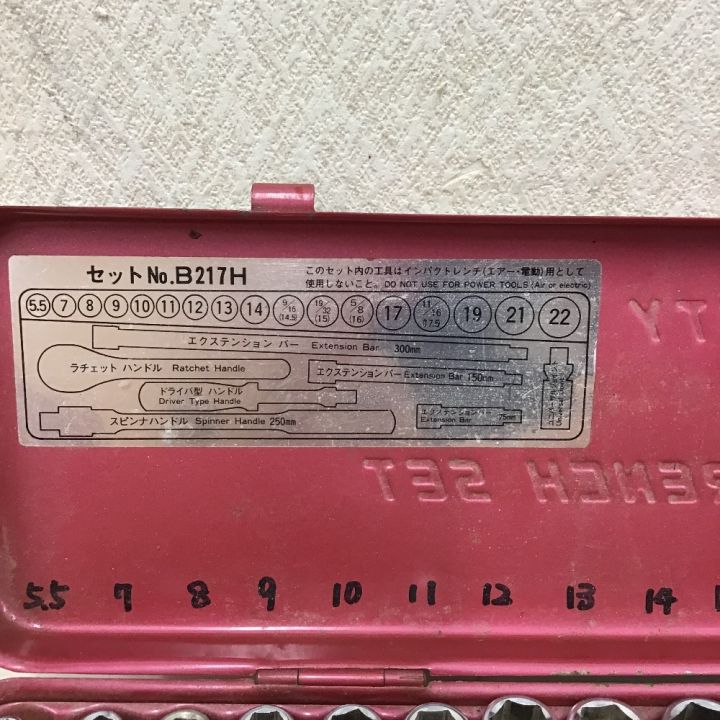 セットNo.B217H
このセット内の工具はインパクトレンチ(エアー・電動)用として
使用しないこと。DO NOT USE FOR POWER TOOLS (Air or electric)
5.5 7 8 9 10 11 12 13 14 9/16 (14.5) 19/32 (15) 5/8 (16) 17 11/16 (17.5) 19 21 22
エクステンション バー Extension Bar 300mm
ラチェット ハンドル Ratchet Handle
エクステンションバー Extension Bar 150mm
ドライバ型 ハンドル
Driver Type Handle
エクステンションバー
Extension Bar 75mm
スピンナハンドル Spinner Handle 250mm
TY
RENCH SET
5.5 7 8 9 10 11 12 13 14